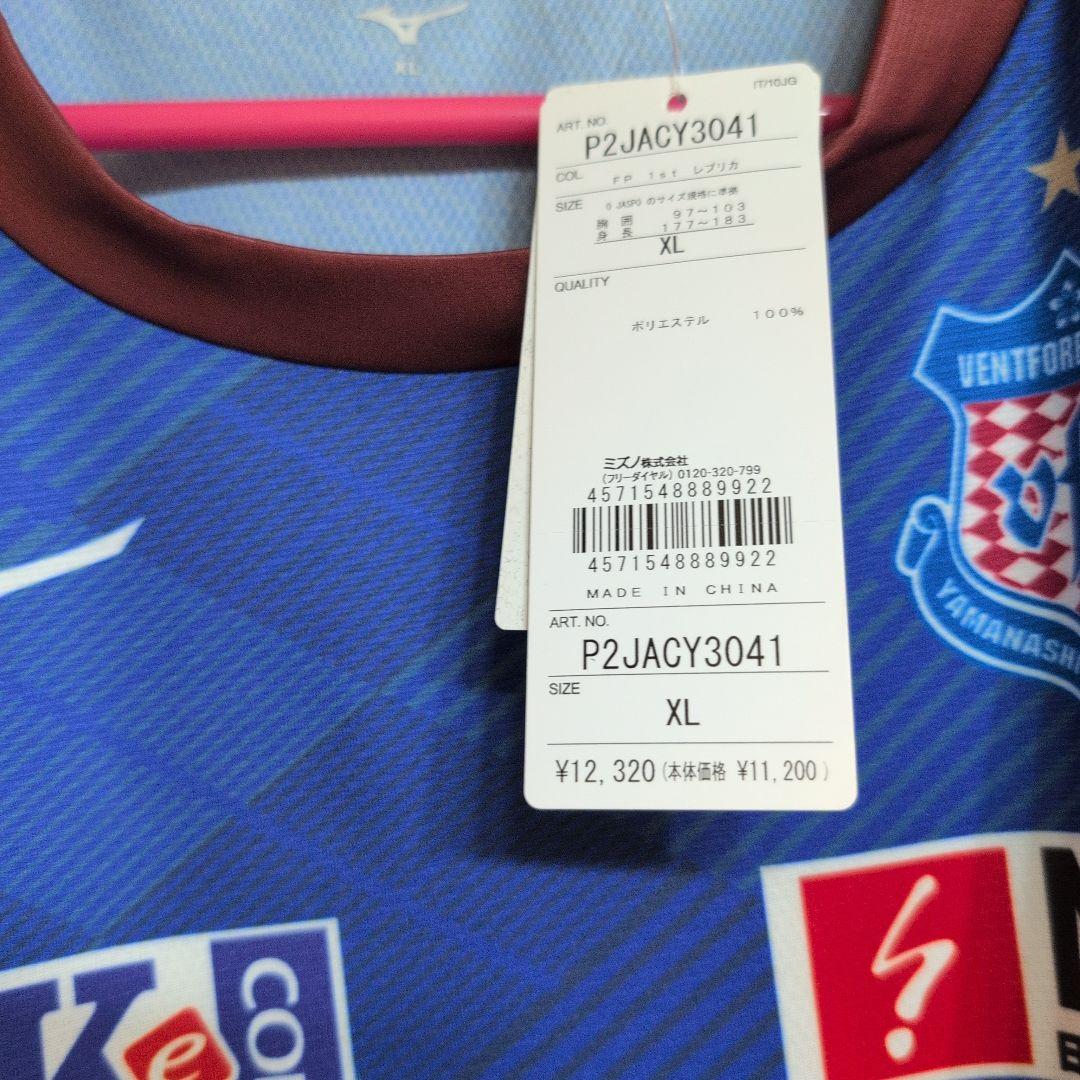 XL
IT/10JG
ART. NO.
P2JACY3041
COL.
FP 1st レプリカ
SIZE
O JASPO のサイズ規格に準拠
胸囲 97~103
身長 177~183
XL
QUALITY
ポリエステル 100%
ミズノ株式会社
(フリーダイヤル) 0120-320-799
4571548889922
4571548889922
MADE IN CHINA
ART. NO.
P2JACY3041
SIZE
XL
¥12,320(本体価格 ¥11,200)
VENTFOR
YAMANASHI
Ke
CO